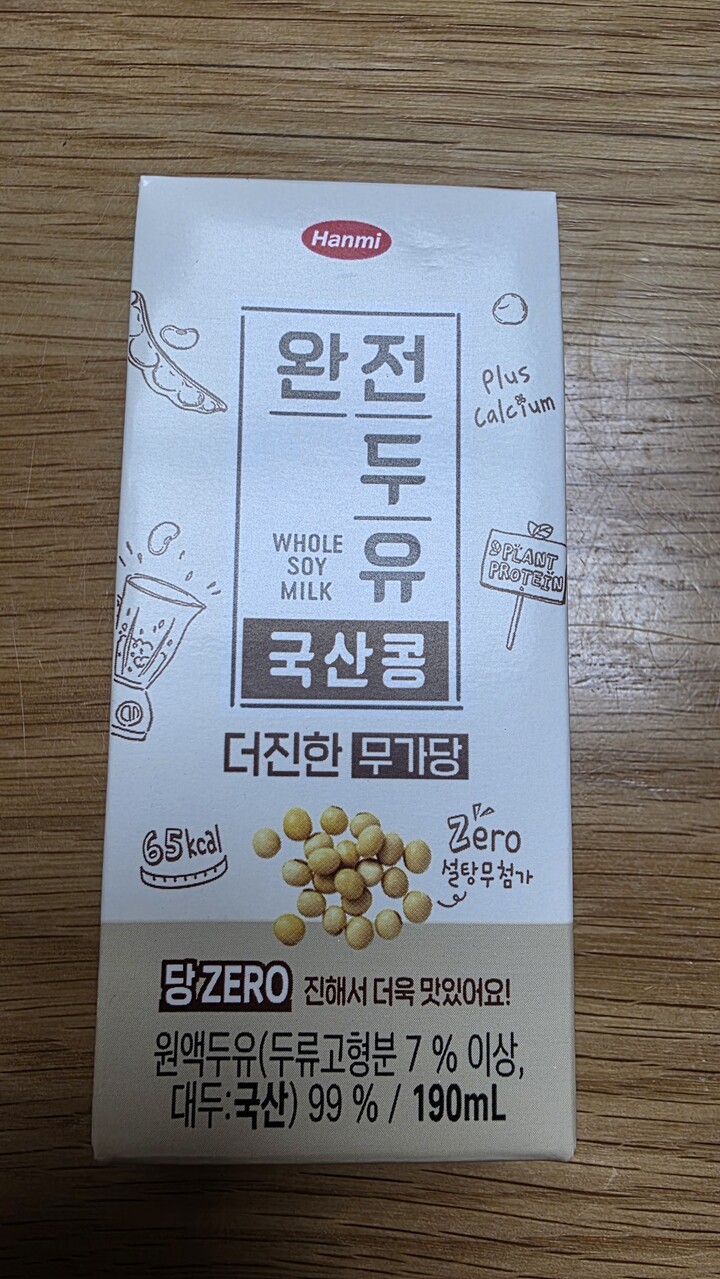 Hanmi
완전
두
유
WHOLE
SOY
MILK
국산콩
plus
calcium
PLANT
PROTEIN
더진한 무가당
65kcal
Zero
설탕무첨가
당ZERO 진해서 더욱 맛있어요!
원액두유(두류고형분 7 % 이상,
대두:국산) 99 % / 190mL